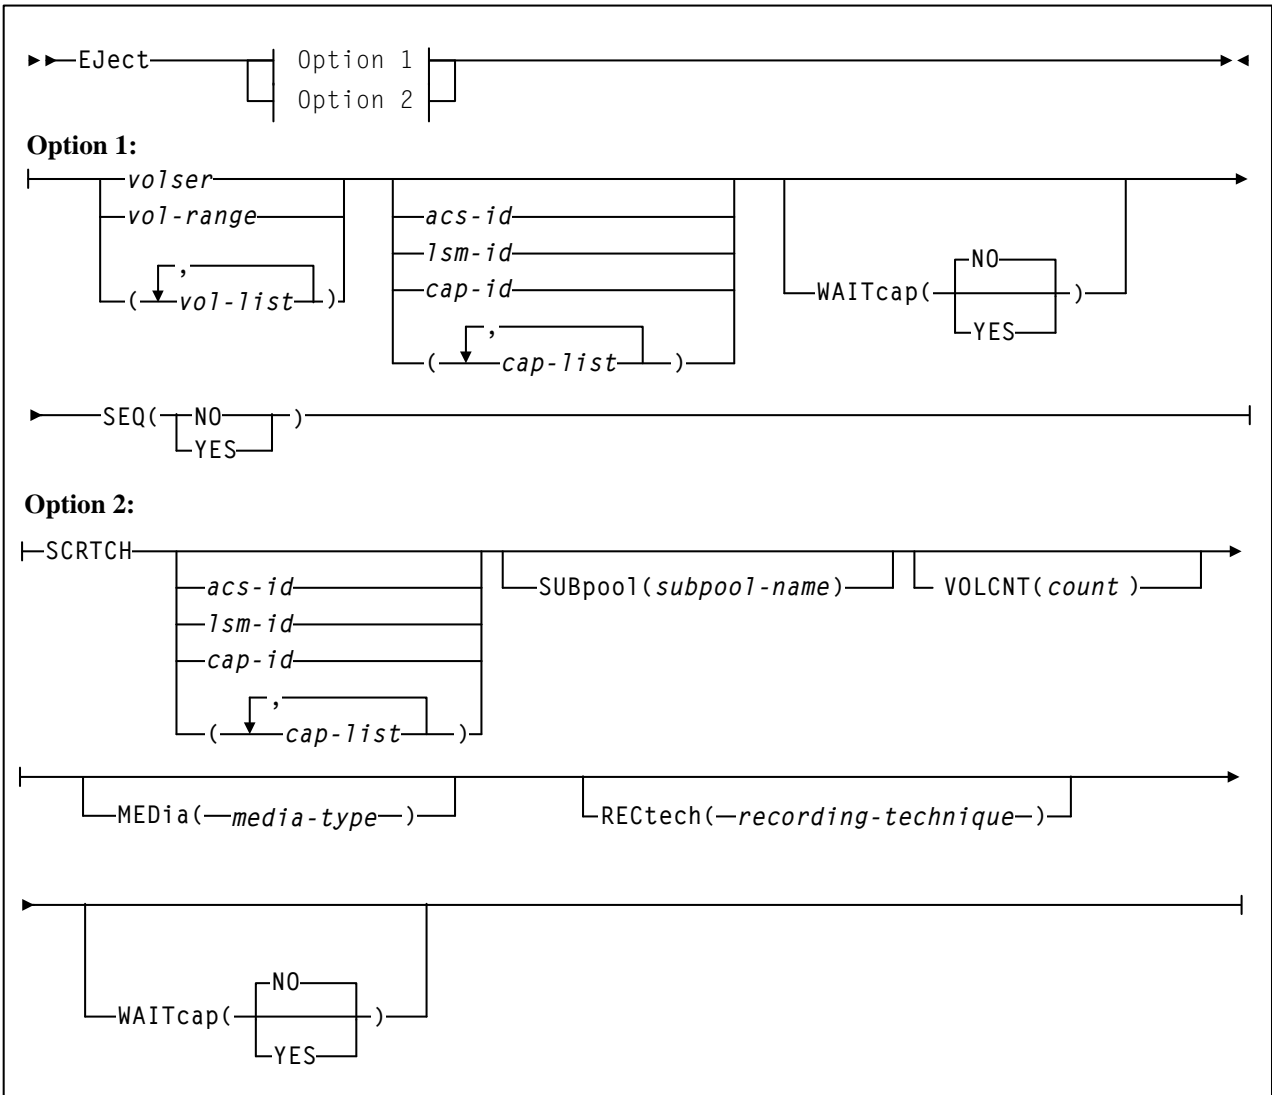 EJect Option 1
Option 2
Option 1:
volser
vol-range
,
( vol-list )
acs-id
lsm-id
cap-id
,
( cap-list )
NO
WAITcap( )
YES
SEQ( NO )
YES
Option 2:
SCRTCH
acs-id
lsm-id
cap-id
,
( cap-list )
SUBpool(subpool-name)
VOLCNT(count )
MEDia( media-type )
RECtech( recording-technique )
NO
WAITcap( )
YES